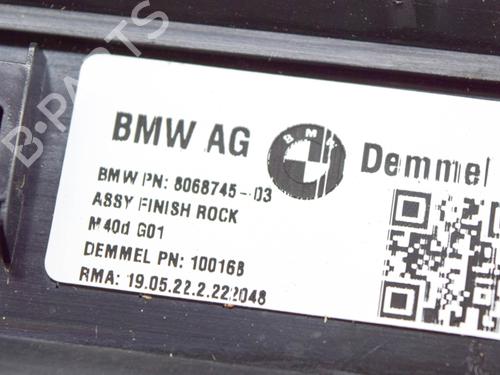 B-PARTS
BMW AG BMW Demmel
BMW PN: 8068745-03
ASSY FINISH ROCK
M40d G01
DEMMEL PN: 100168
RMA: 19.05.22.2.222048